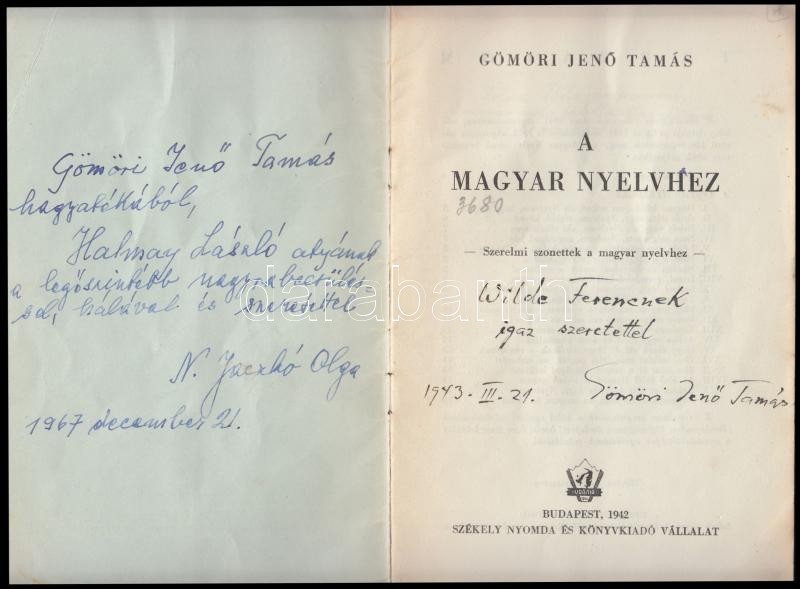 Gömöri Jenő Tamás
hagyatékából,
Halmay László atyának
a legőszintébb nagyrabecsülés-
sel, hálával és szeretettel
N. Jaczkó Olga
1967 december 21.
GÖMÖRI JENŐ TAMÁS
A
MAGYAR NYELVHEZ
3680
— Szerelmi szonettek a magyar nyelvhez —
Wilde Ferencnek
igaz szeretettel
1943-III-21. Gömöri Jenő Tamás
BUDAPEST, 1942
SZÉKELY NYOMDA ÉS KÖNYVKIADÓ VÁLLALAT
darabanth